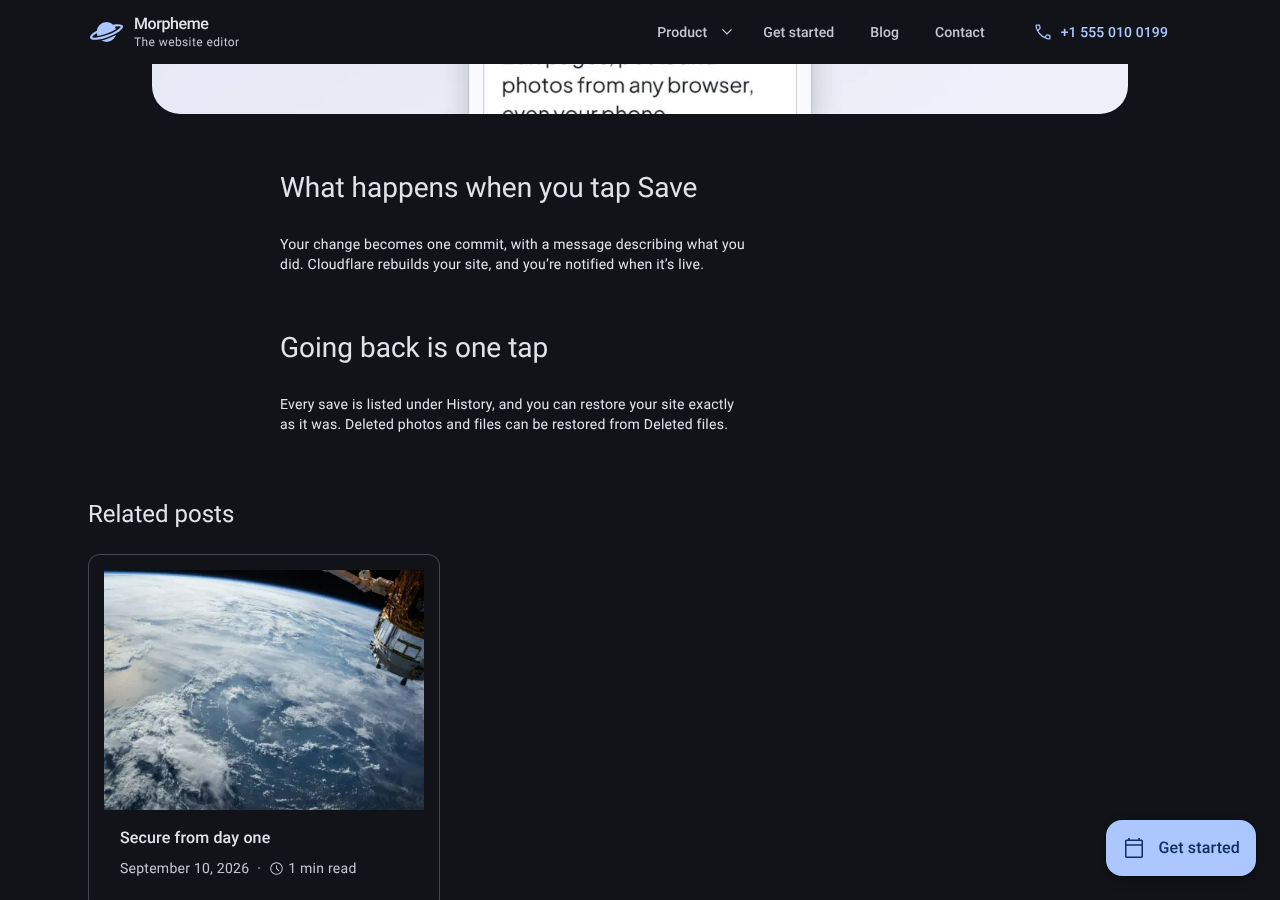 Morpheme
The website editor
Product
Get started
Blog
Contact
+1 555 010 0199
photos from any browser,
even your phone
What happens when you tap Save
Your change becomes one commit, with a message describing what you
did. Cloudflare rebuilds your site, and you’re notified when it’s live.
Going back is one tap
Every save is listed under History, and you can restore your site exactly
as it was. Deleted photos and files can be restored from Deleted files.
Related posts
Secure from day one
September 10, 2026 · 1 min read
Get started